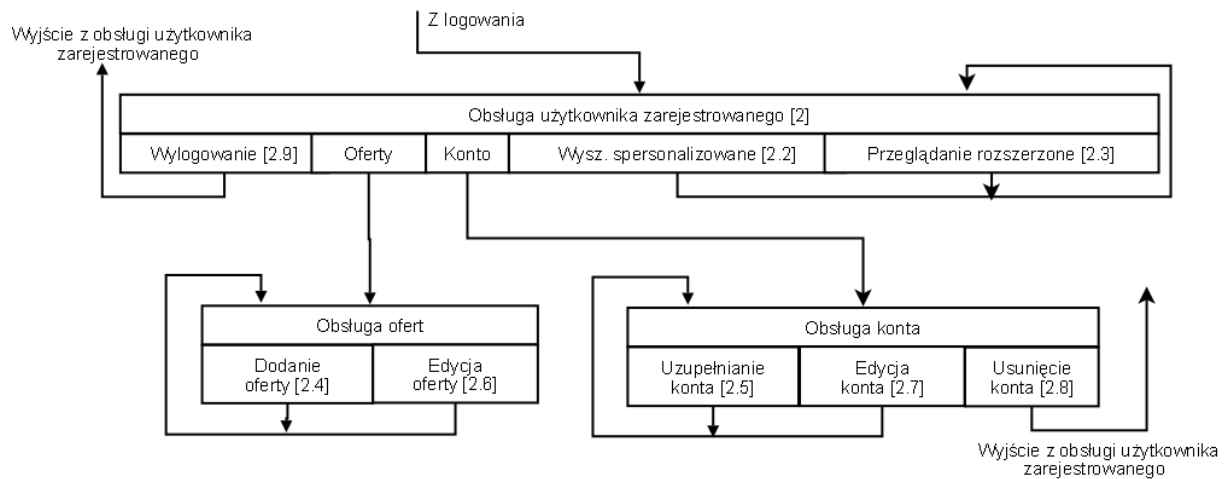 Z logowania
Wyjście z obsługi użytkownika
zarejestrowanego
Obsługa użytkownika zarejestrowanego [2]
Wylogowanie [2.9]
Oferty
Konto
Wysz. spersonalizowane [2.2]
Przeglądanie rozszerzone [2.3]
Obsługa ofert
Dodanie
oferty [2.4]
Edycja
oferty [2.6]
Obsługa konta
Uzupełnianie
konta [2.5]
Edycja
konta [2.7]
Usunięcie
konta [2.8]
Wyjście z obsługi użytkownika
zarejestrowanego